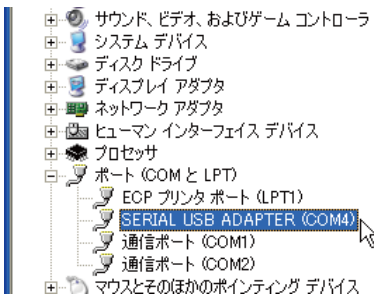 サウンド、ビデオ、およびゲーム コントローラ
システム デバイス
ディスク ドライブ
ディスプレイ アダプタ
ネットワーク アダプタ
ヒューマン インターフェイス デバイス
プロセッサ
ポート (COM と LPT)
ECP プリンタ ポート (LPT1)
SERIAL USB ADAPTER (COM4)
通信ポート (COM1)
通信ポート (COM2)
マウスとそのほかのポインティング デバイス